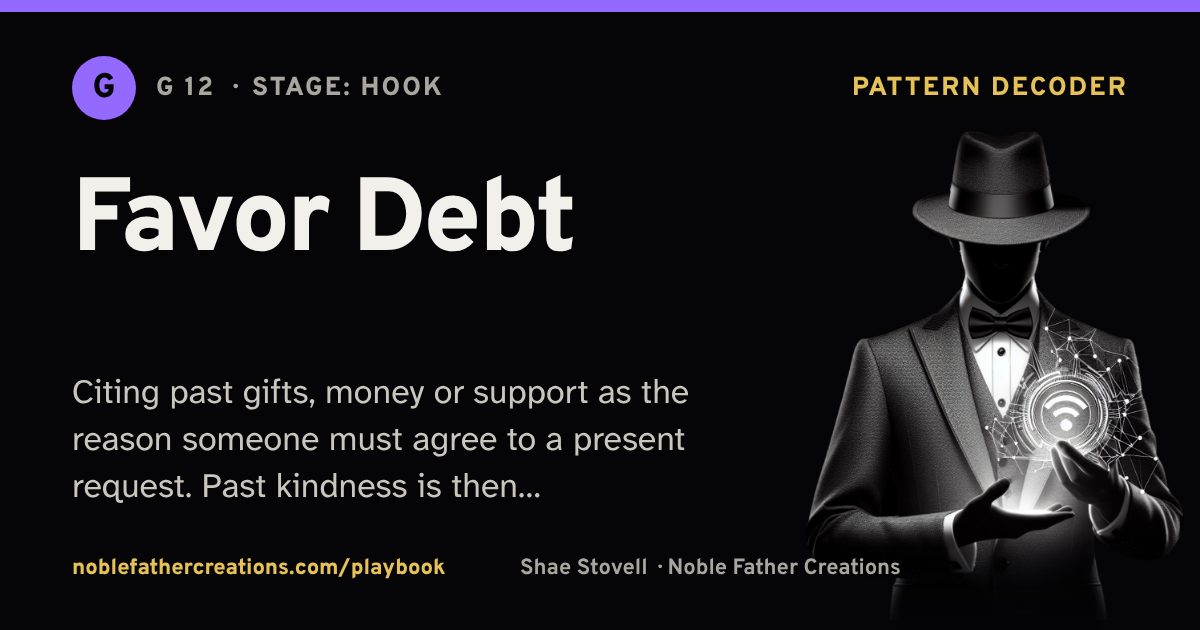 G
G 12 · STAGE: HOOK
PATTERN DECODER
Favor Debt
Citing past gifts, money or support as the
reason someone must agree to a present
request. Past kindness is then...
noblefathercreations.com/playbook
Shae Stovell · Noble Father Creations